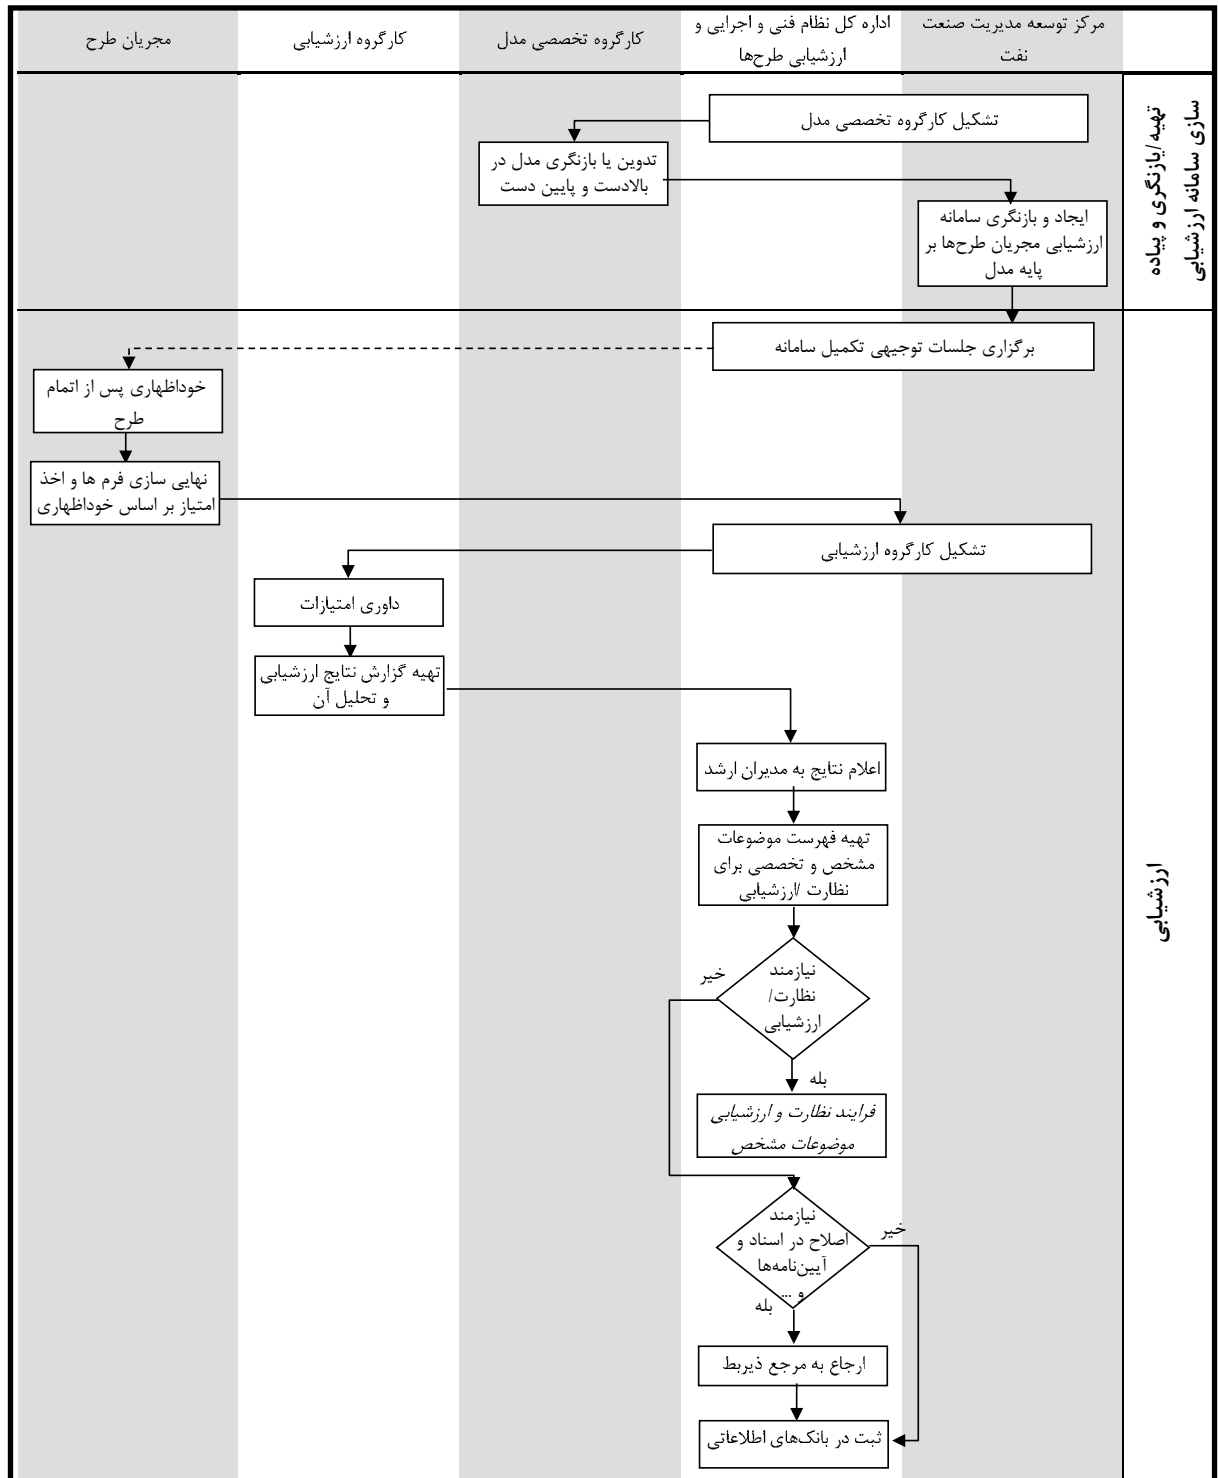 مرکز توسعه مدیریت صنعت
نفت
اداره کل نظام فنی و اجرایی و
ارزشیابی طرح‌ها
کارگروه تخصصی مدل
کارگروه ارزشیابی
مجریان طرح
تهیه/بازنگری و پیاده
سازی سامانه ارزشیابی
تشکیل کارگروه تخصصی مدل
تدوین یا بازنگری مدل در
بالادست و پایین دست
ایجاد و بازنگری سامانه
ارزشیابی مجریان طرح‌ها بر
پایه مدل
ارزشیابی
برگزاری جلسات توجیهی تکمیل سامانه
خوداظهاری پس از اتمام
طرح
نهایی سازی فرم ها و اخذ
امتیاز بر اساس خوداظهاری
تشکیل کارگروه ارزشیابی
داوری امتیازات
تهیه گزارش نتایج ارزشیابی
و تحلیل آن
اعلام نتایج به مدیران ارشد
تهیه فهرست موضوعات
مشخص و تخصصی برای
نظارت /ارزشیابی
نیازمند
نظارت/
ارزشیابی
خیر
بله
فرایند نظارت و ارزشیابی
موضوعات مشخص
نیازمند
اصلاح در اسناد و
آیین‌نامه‌ها
و ...
خیر
بله
ارجاع به مرجع ذیربط
ثبت در بانک‌های اطلاعاتی